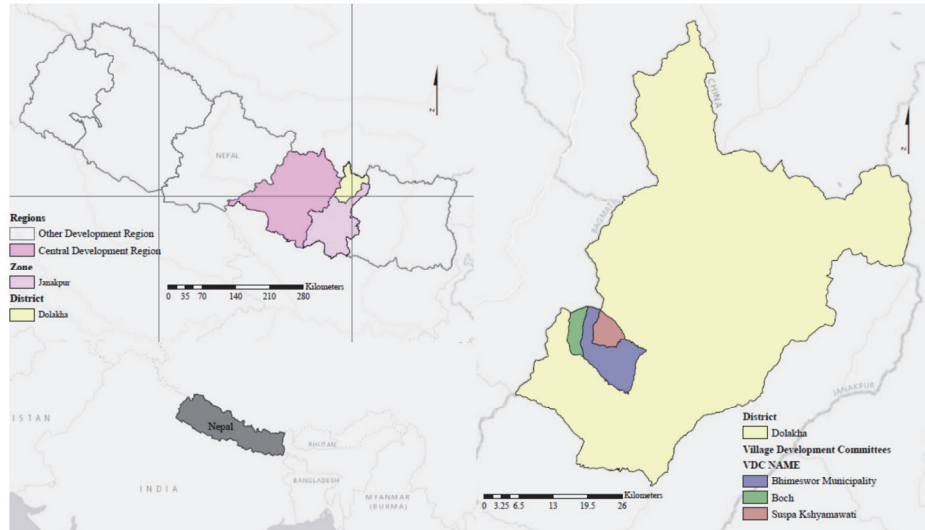 NEPAL
Regions
Other Development Region
Central Development Region
Zone
Janakpur
District
Dolakha
Kilometers
0 35 70 140 210 280
N
ISTAN
Nepal
BHUTAN
BANGLADESH
INDIA
MYANMAR
(BURMA)
CHINA
BAGMATI
N
JANAKPUR
District
Dolakha
Village Development Committees
VDC NAME
Bhimeswor Municipality
Boch
Suspa Kshyamawati
Kilometers
0 3.25 6.5 13 19.5 26